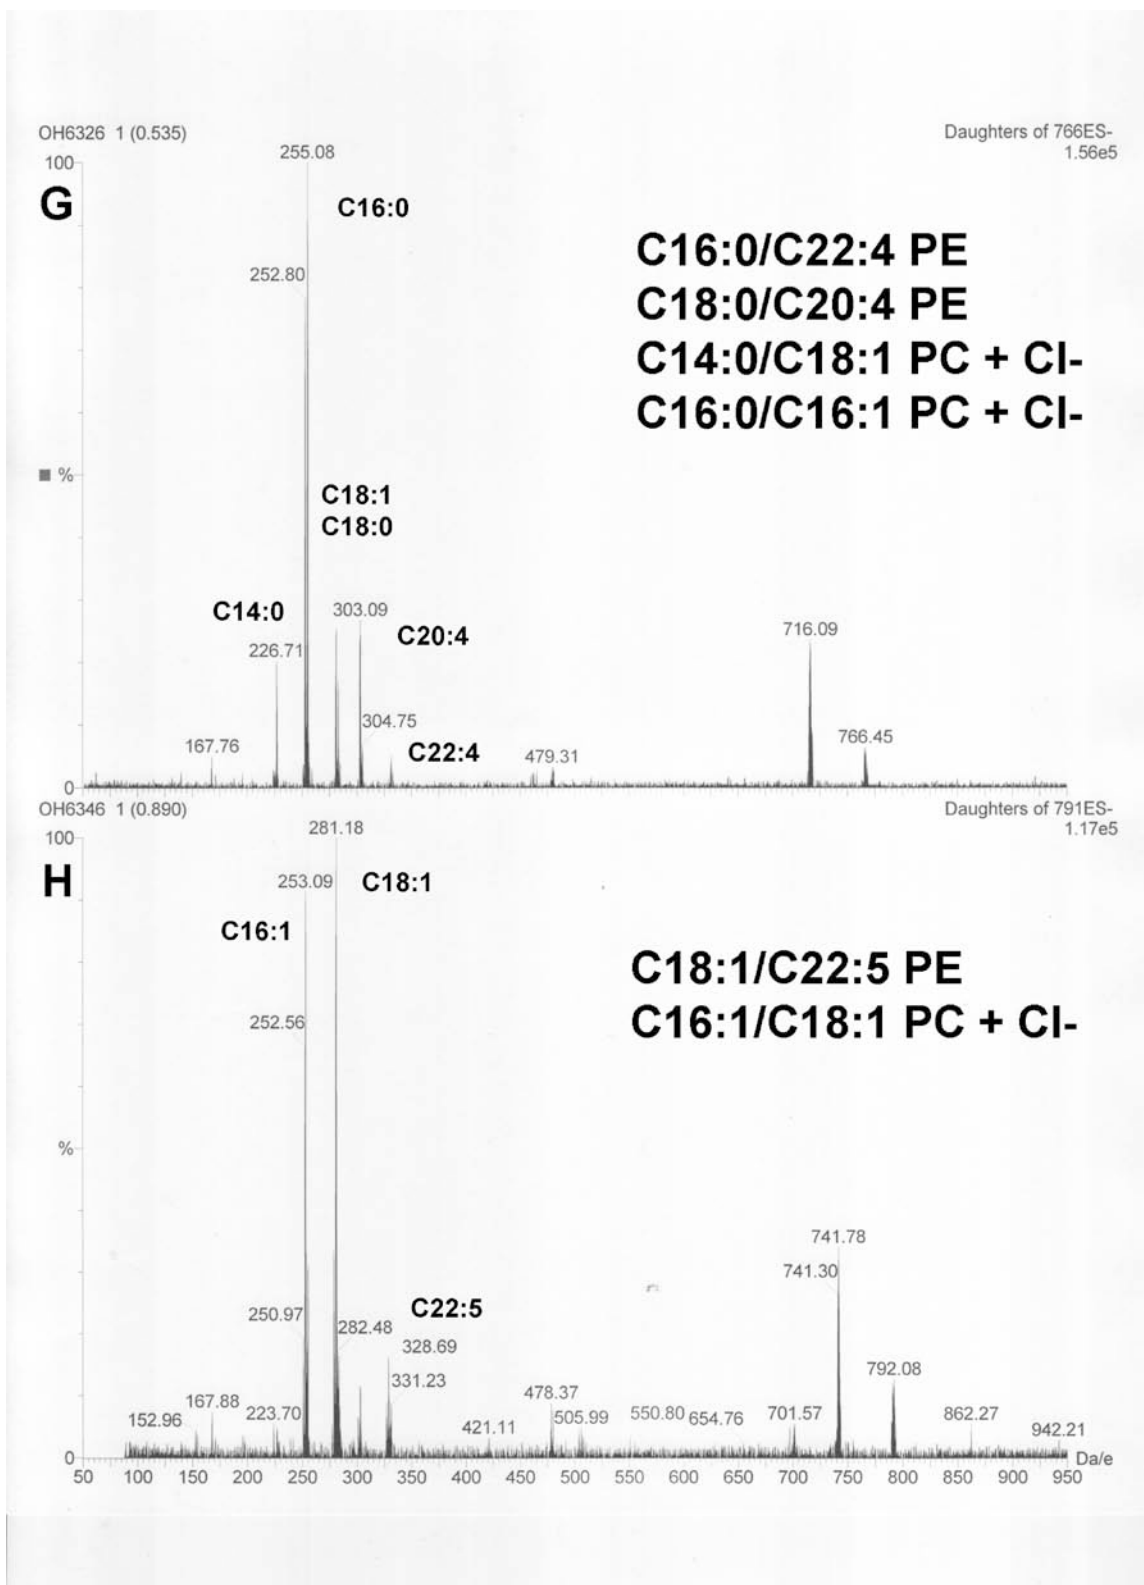 OH6326 1 (0.535)
Daughters of 766ES-
1.56e5
100
255.08
G
C16:0
C16:0/C22:4 PE
252.80
C18:0/C20:4 PE
C14:0/C18:1 PC + Cl-
C16:0/C16:1 PC + Cl-
%
C18:1
C18:0
C14:0
303.09
C20:4
716.09
226.71
304.75
C22:4
167.76
479.31
766.45
0
OH6346 1 (0.890)
Daughters of 791ES-
1.17e5
100
281.18
H
253.09
C18:1
C16:1
C18:1/C22:5 PE
252.56
C16:1/C18:1 PC + Cl-
%
741.78
741.30
C22:5
250.97
282.48
328.69
792.08
331.23
478.37
167.88
223.70
152.96
505.99
550.80
654.76
701.57
862.27
421.11
942.21
0
50 100 150 200 250 300 350 400 450 500 550 600 650 700 750 800 850 900 950
Da/e